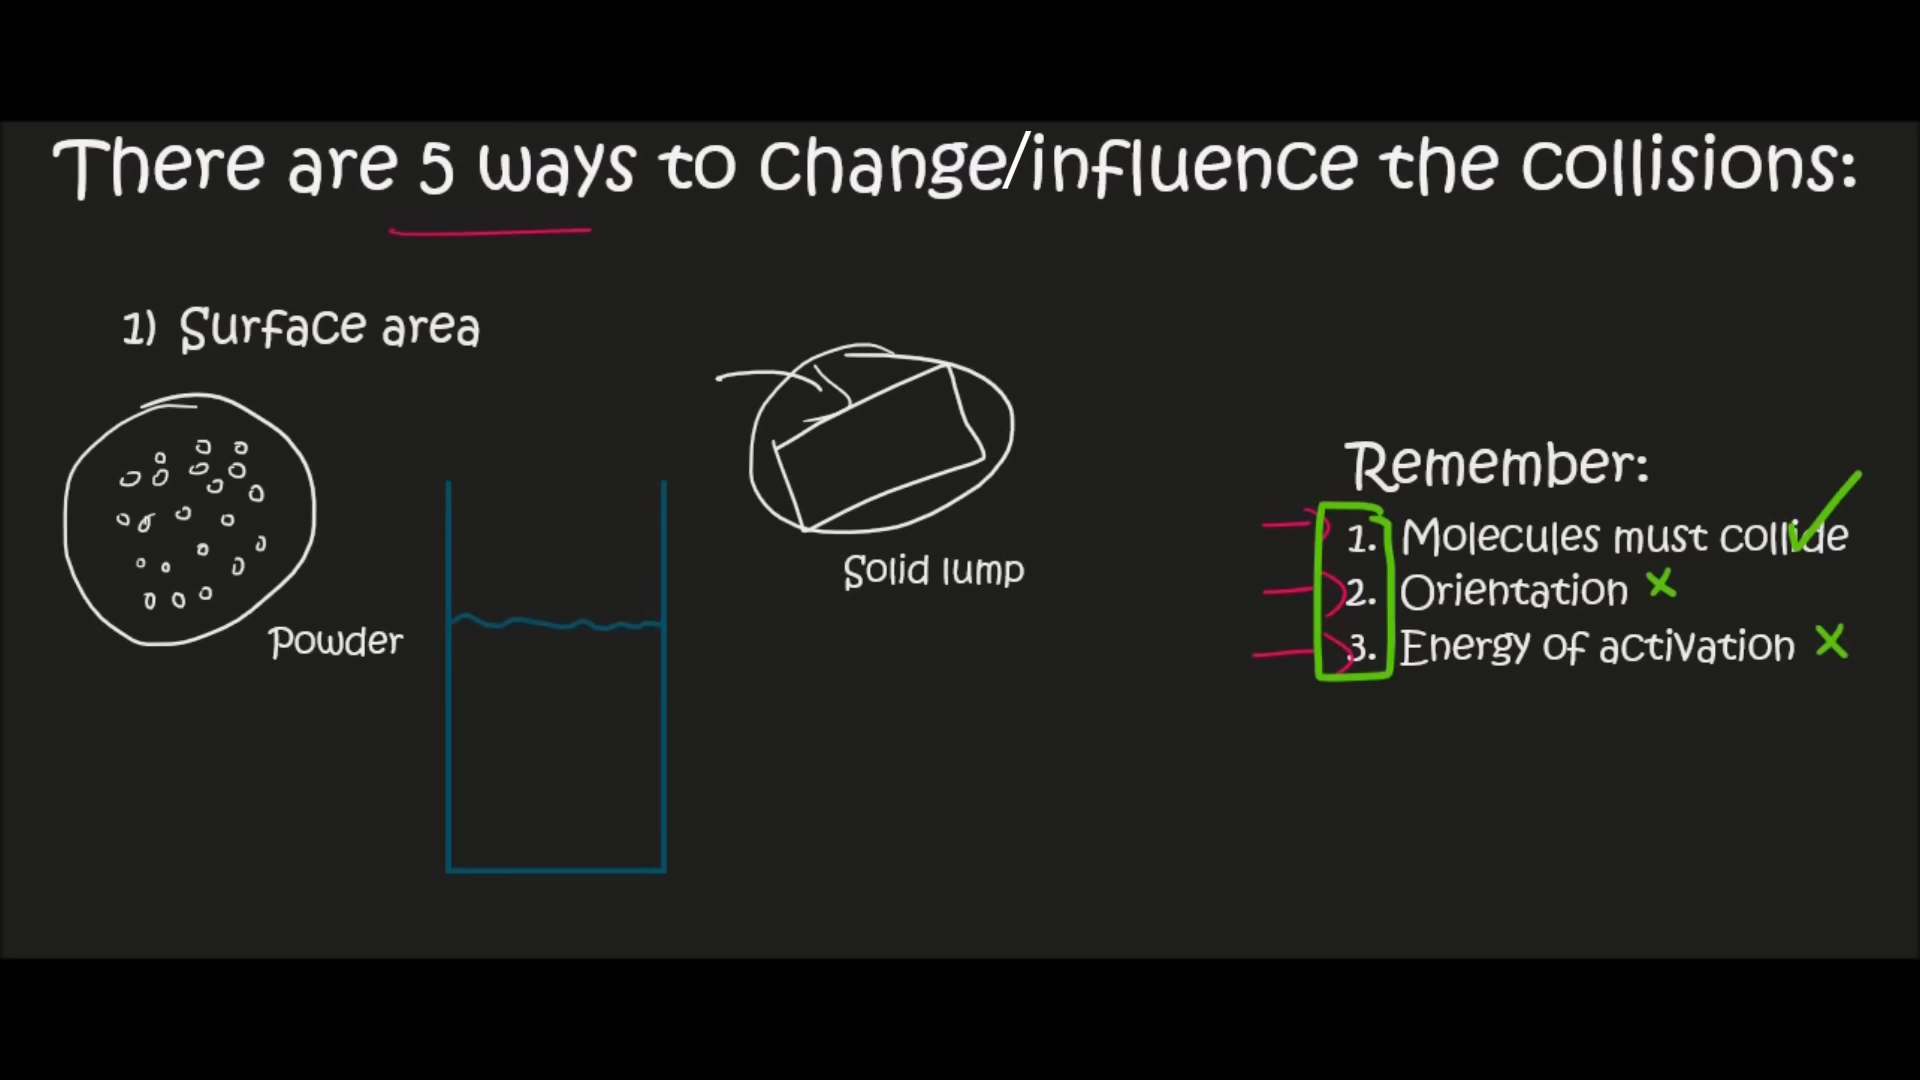 There are 5 ways to change/influence the collisions:
1) Surface area
Powder
Solid lump
Remember:
1. Molecules must collide
2. Orientation
3. Energy of activation